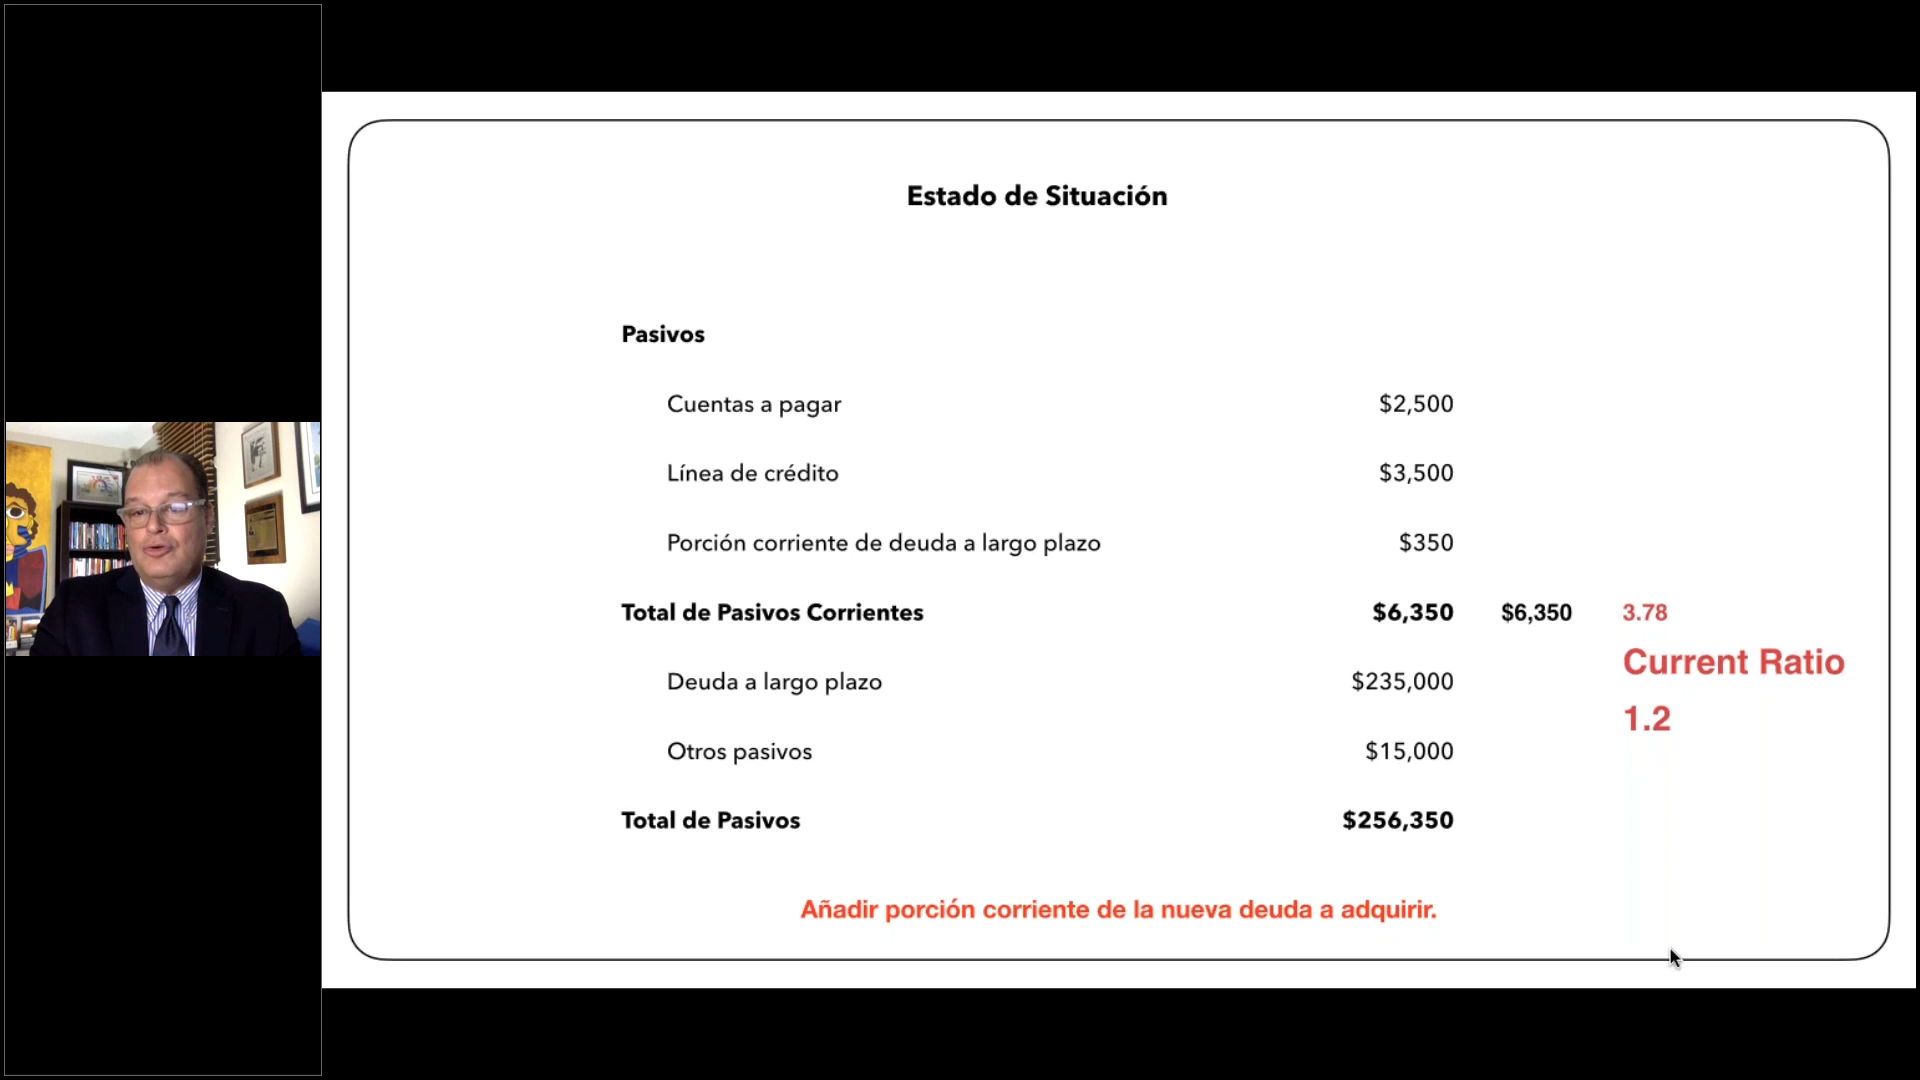 Estado de Situación
Pasivos
Cuentas a pagar $2,500
Línea de crédito $3,500
Porción corriente de deuda a largo plazo $350
Total de Pasivos Corrientes $6,350 $6,350 3.78
Current Ratio
Deuda a largo plazo $235,000
1.2
Otros pasivos $15,000
Total de Pasivos $256,350
Añadir porción corriente de la nueva deuda a adquirir.